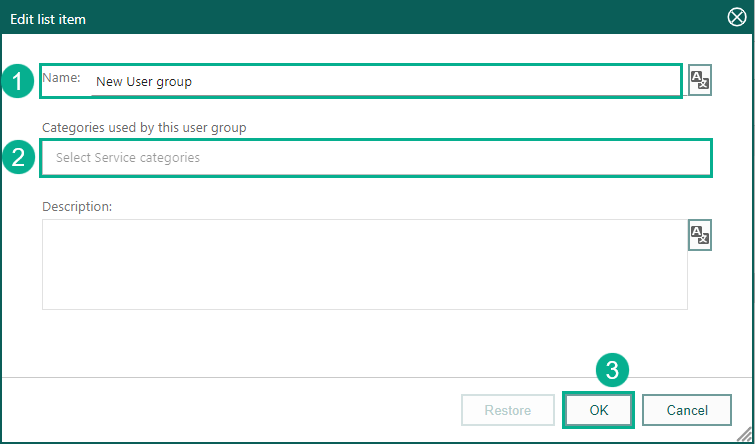 Edit list item
1 Name: New User group
Categories used by this user group
2 Select Service categories
Description:
3
Restore OK Cancel